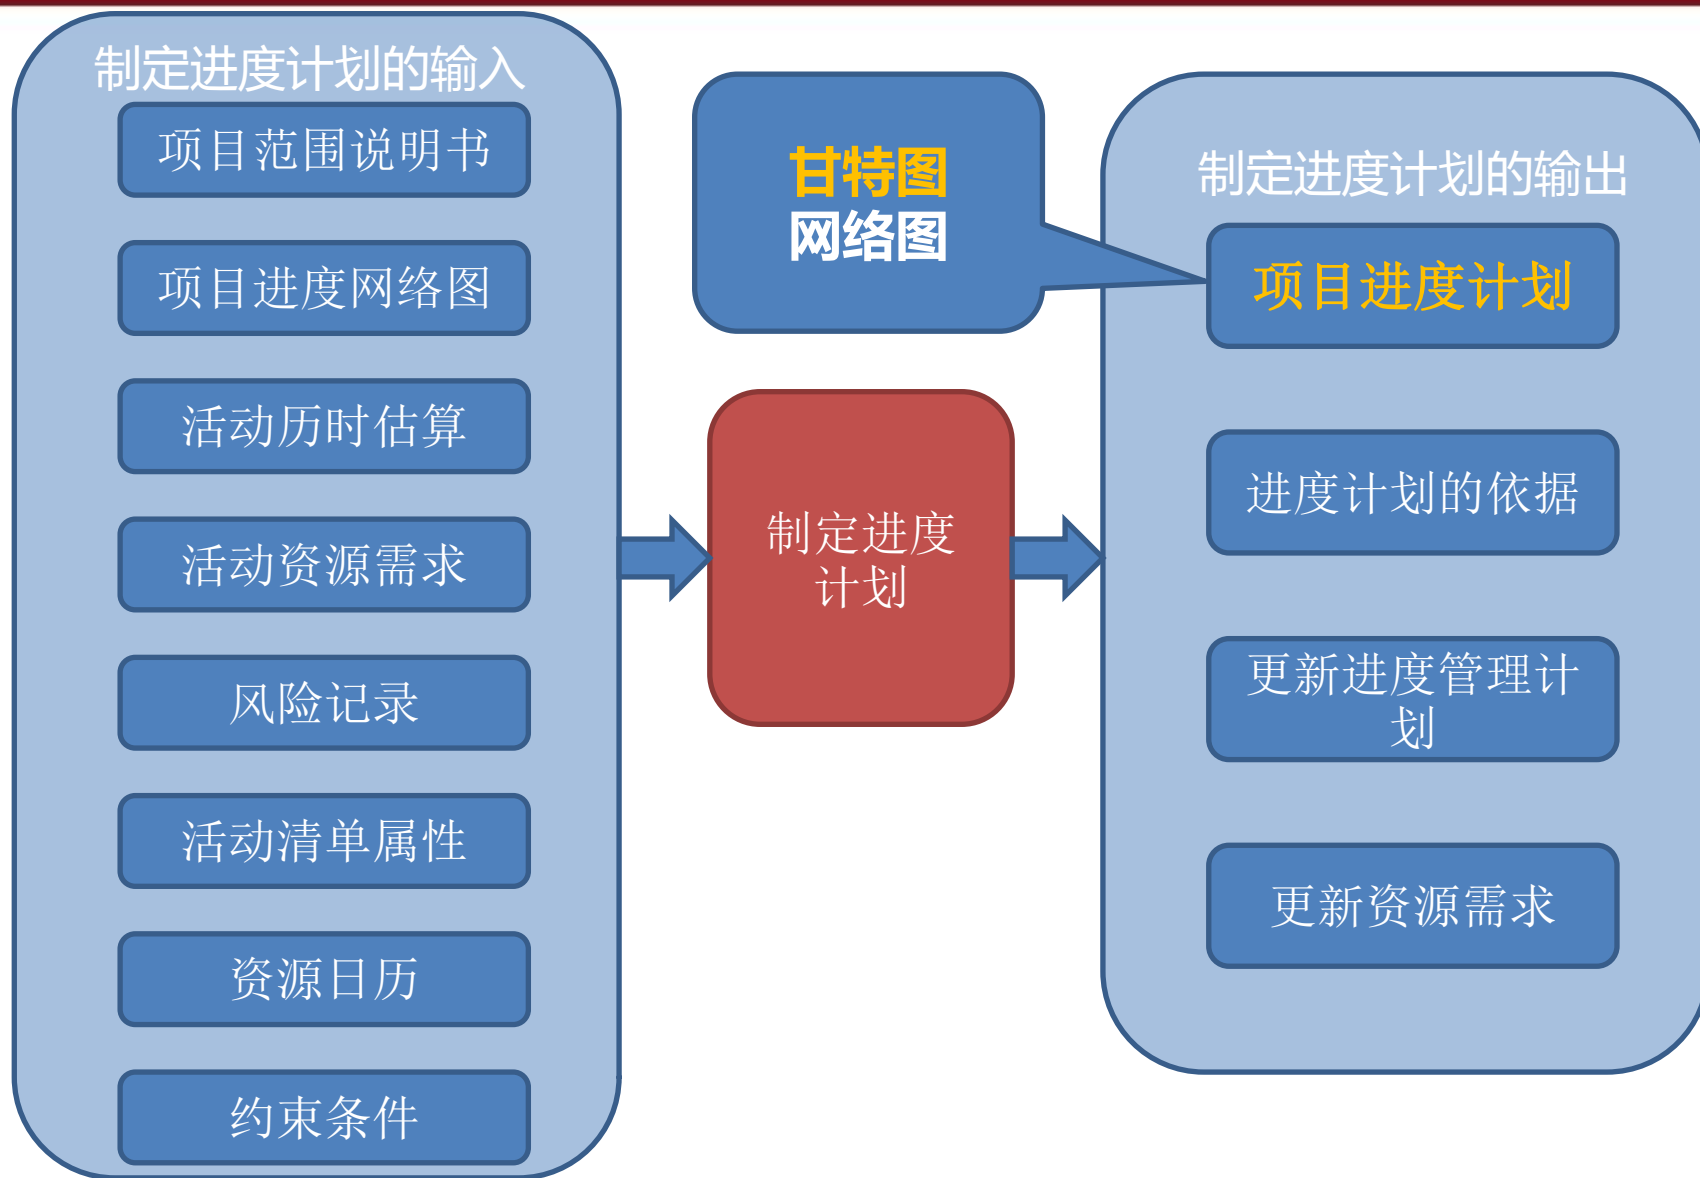 制定进度计划的输入
项目范围说明书
项目进度网络图
活动历时估算
活动资源需求
风险记录
活动清单属性
资源日历
约束条件
甘特图
网络图
制定进度
计划
制定进度计划的输出
项目进度计划
进度计划的依据
更新进度管理计
划
更新资源需求